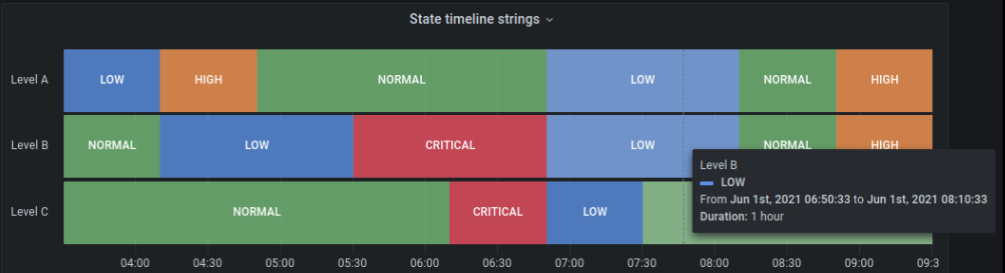 State timeline strings
Level A LOW HIGH NORMAL LOW NORMAL HIGH
Level B NORMAL LOW CRITICAL LOW NORMAL HIGH
Level B
LOW
From Jun 1st, 2021 06:50:33 to Jun 1st, 2021 08:10:33
Duration: 1 hour
Level C NORMAL CRITICAL LOW
04:00 04:30 05:00 05:30 06:00 06:30 07:00 07:30 08:00 08:30 09:00 09:3